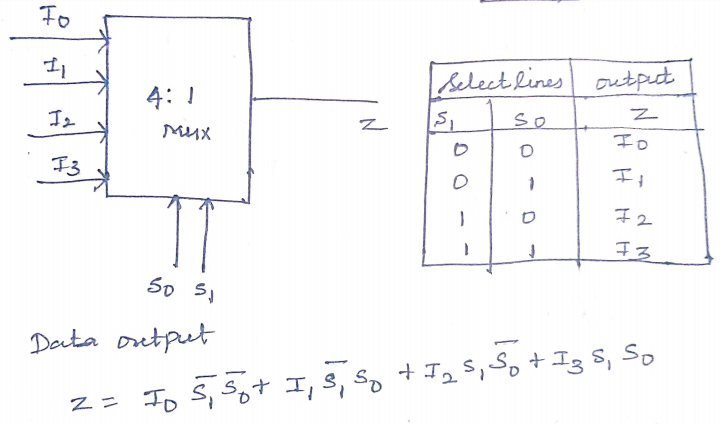 I0
I1
I2
I3
4:1
mux
Z
S0 S1
Select lines output
S1 S0 Z
0 0 I0
0 1 I1
1 0 I2
1 1 I3
Data output
Z = I0 S̅1 S̅0 + I1 S̅1 S0 + I2 S1 S̅0 + I3 S1 S0